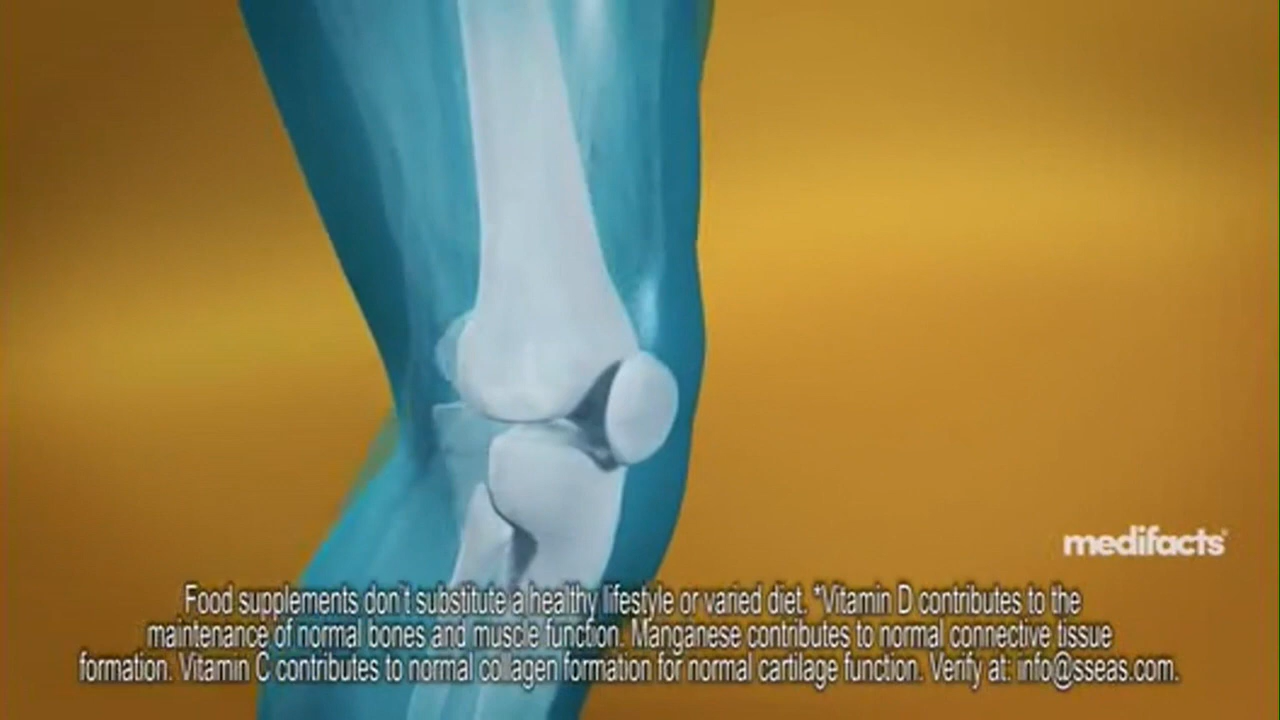 medifacts
Food supplements don't substitute a healthy lifestyle or varied diet. *Vitamin D contributes to the
maintenance of normal bones and muscle function. Manganese contributes to normal connective tissue
formation. Vitamin C contributes to normal collagen formation for normal cartilage function. Verify at: info@sseas.com.